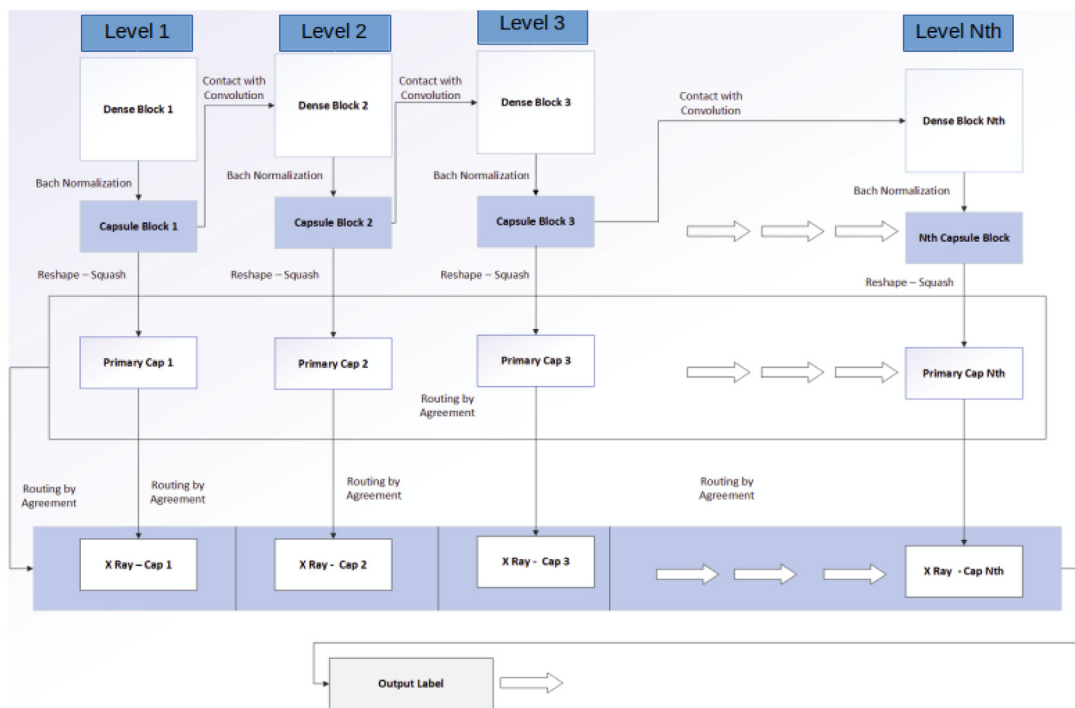 Level 1
Level 2
Level 3
Level Nth
Dense Block 1
Contact with
Convolution
Dense Block 2
Contact with
Convolution
Dense Block 3
Contact with
Convolution
Dense Block Nth
Bach Normalization
Bach Normalization
Bach Normalization
Bach Normalization
Capsule Block 1
Capsule Block 2
Capsule Block 3
Nth Capsule Block
Reshape – Squash
Reshape – Squash
Reshape – Squash
Reshape – Squash
Primary Cap 1
Primary Cap 2
Primary Cap 3
Primary Cap Nth
Routing by
Agreement
Routing by
Agreement
Routing by
Agreement
Routing by
Agreement
Routing by
Agreement
X Ray – Cap 1
X Ray - Cap 2
X Ray - Cap 3
X Ray - Cap Nth
Output Label